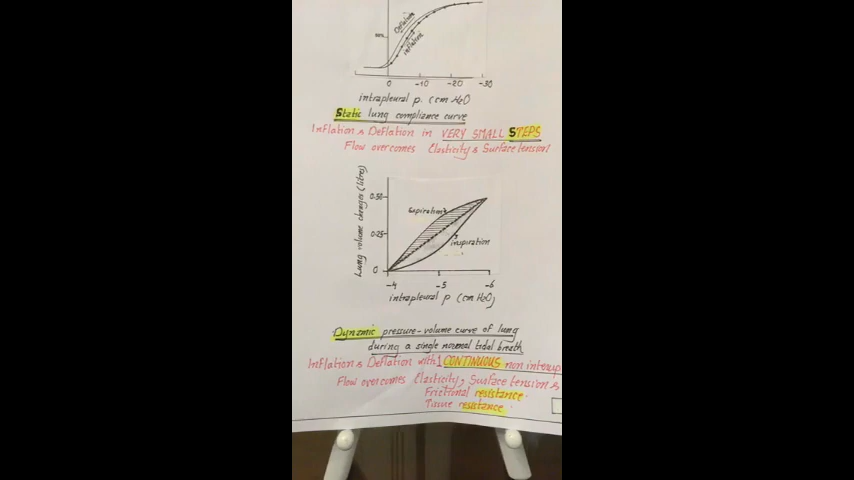 Deflation
inflation
0 -10 -20 -30
intrapleural p. (cm H₂O
Static lung compliance curve
Inflation & Deflation in VERY SMALL STEPS
Flow overcomes Elasticity & Surface tension
Lung volume changes (litres)
0.50
expiration
0.25
inspiration
0
-4 -5 -6
intrapleural p (cm H₂O)
Dynamic pressure-volume curve of lung
during a single normal tidal breath
Inflation & Deflation with 1 CONTINUOUS non interup
Flow overcomes Elasticity, Surface tension &
Frictional resistance.
Tissue resistance.